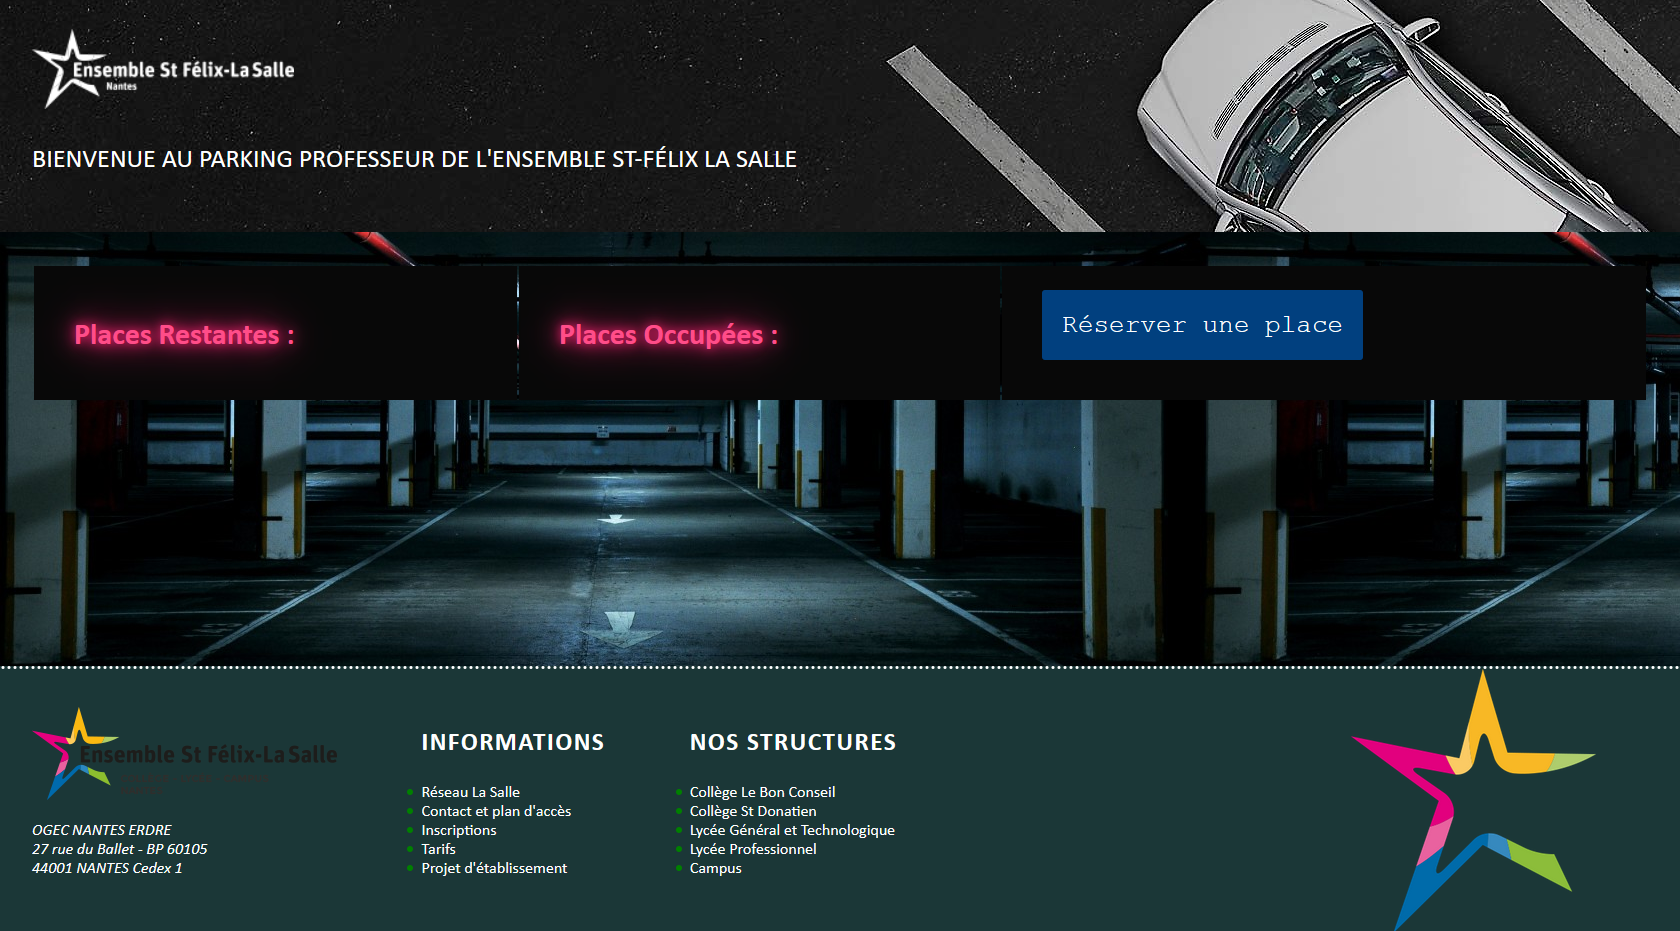 Ensemble St Félix-La Salle
Nantes
BIENVENUE AU PARKING PROFESSEUR DE L'ENSEMBLE ST-FÉLIX LA SALLE
Places Restantes :
Places Occupées :
Réserver une place
Ensemble St Félix-La Salle
OGEC NANTES ERDRE
27 rue du Ballet - BP 60105
44001 NANTES Cedex 1
INFORMATIONS
Réseau La Salle
Contact et plan d'accès
Inscriptions
Tarifs
Projet d'établissement
NOS STRUCTURES
Collège Le Bon Conseil
Collège St Donatien
Lycée Général et Technologique
Lycée Professionnel
Campus